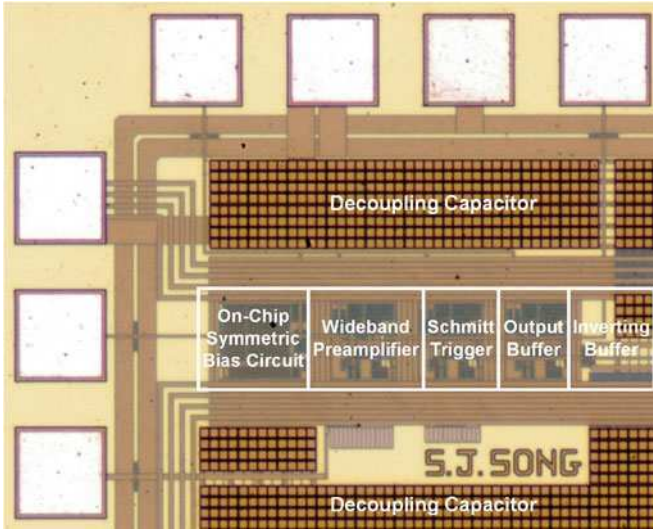 Decoupling Capacitor
On-Chip
Symmetric
Bias Circuit
Wideband
Preamplifier
Schmitt
Trigger
Output
Buffer
Inverting
Buffer
S.J.SONG
Decoupling Capacitor